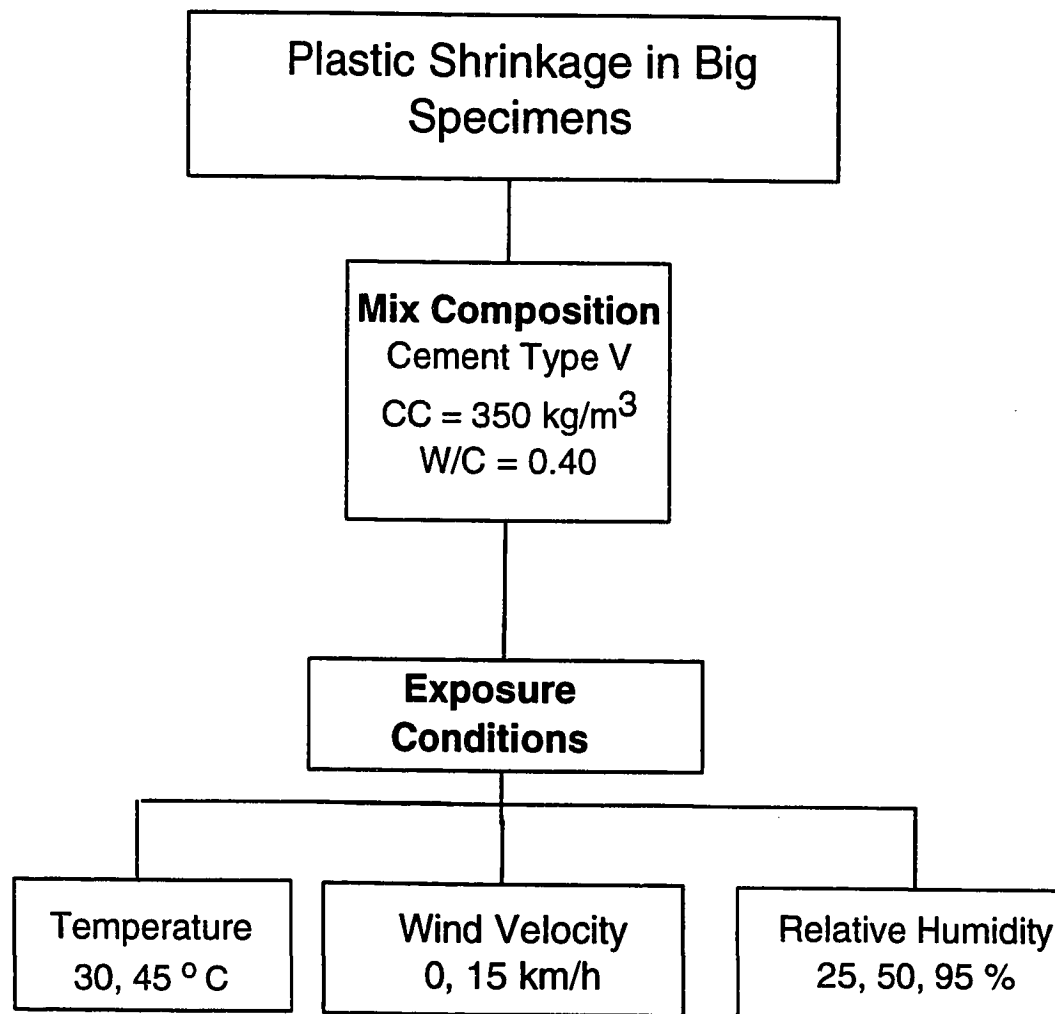 Plastic Shrinkage in Big
Specimens
Mix Composition
Cement Type V
CC = 350 kg/m³
W/C = 0.40
Exposure
Conditions
Temperature
30, 45 ° C
Wind Velocity
0, 15 km/h
Relative Humidity
25, 50, 95 %